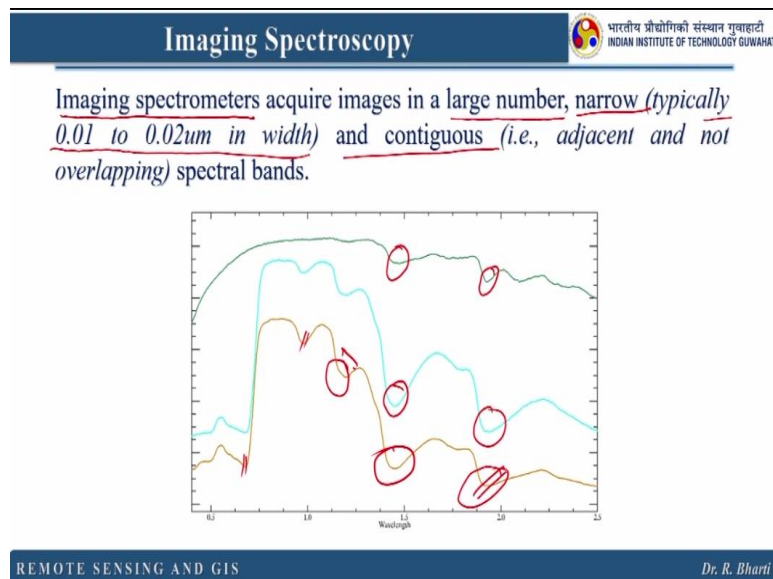 Imaging Spectroscopy
भारतीय प्रौद्योगिकी संस्थान गुवाहाटी
INDIAN INSTITUTE OF TECHNOLOGY GUWAHAT
Imaging spectrometers acquire images in a large number, narrow (typically
0.01 to 0.02um in width) and contiguous (i.e., adjacent and not
overlapping) spectral bands.
0.5 1.0 1.5 2.0 2.5
Wavelength
REMOTE SENSING AND GIS Dr. R. Bharti